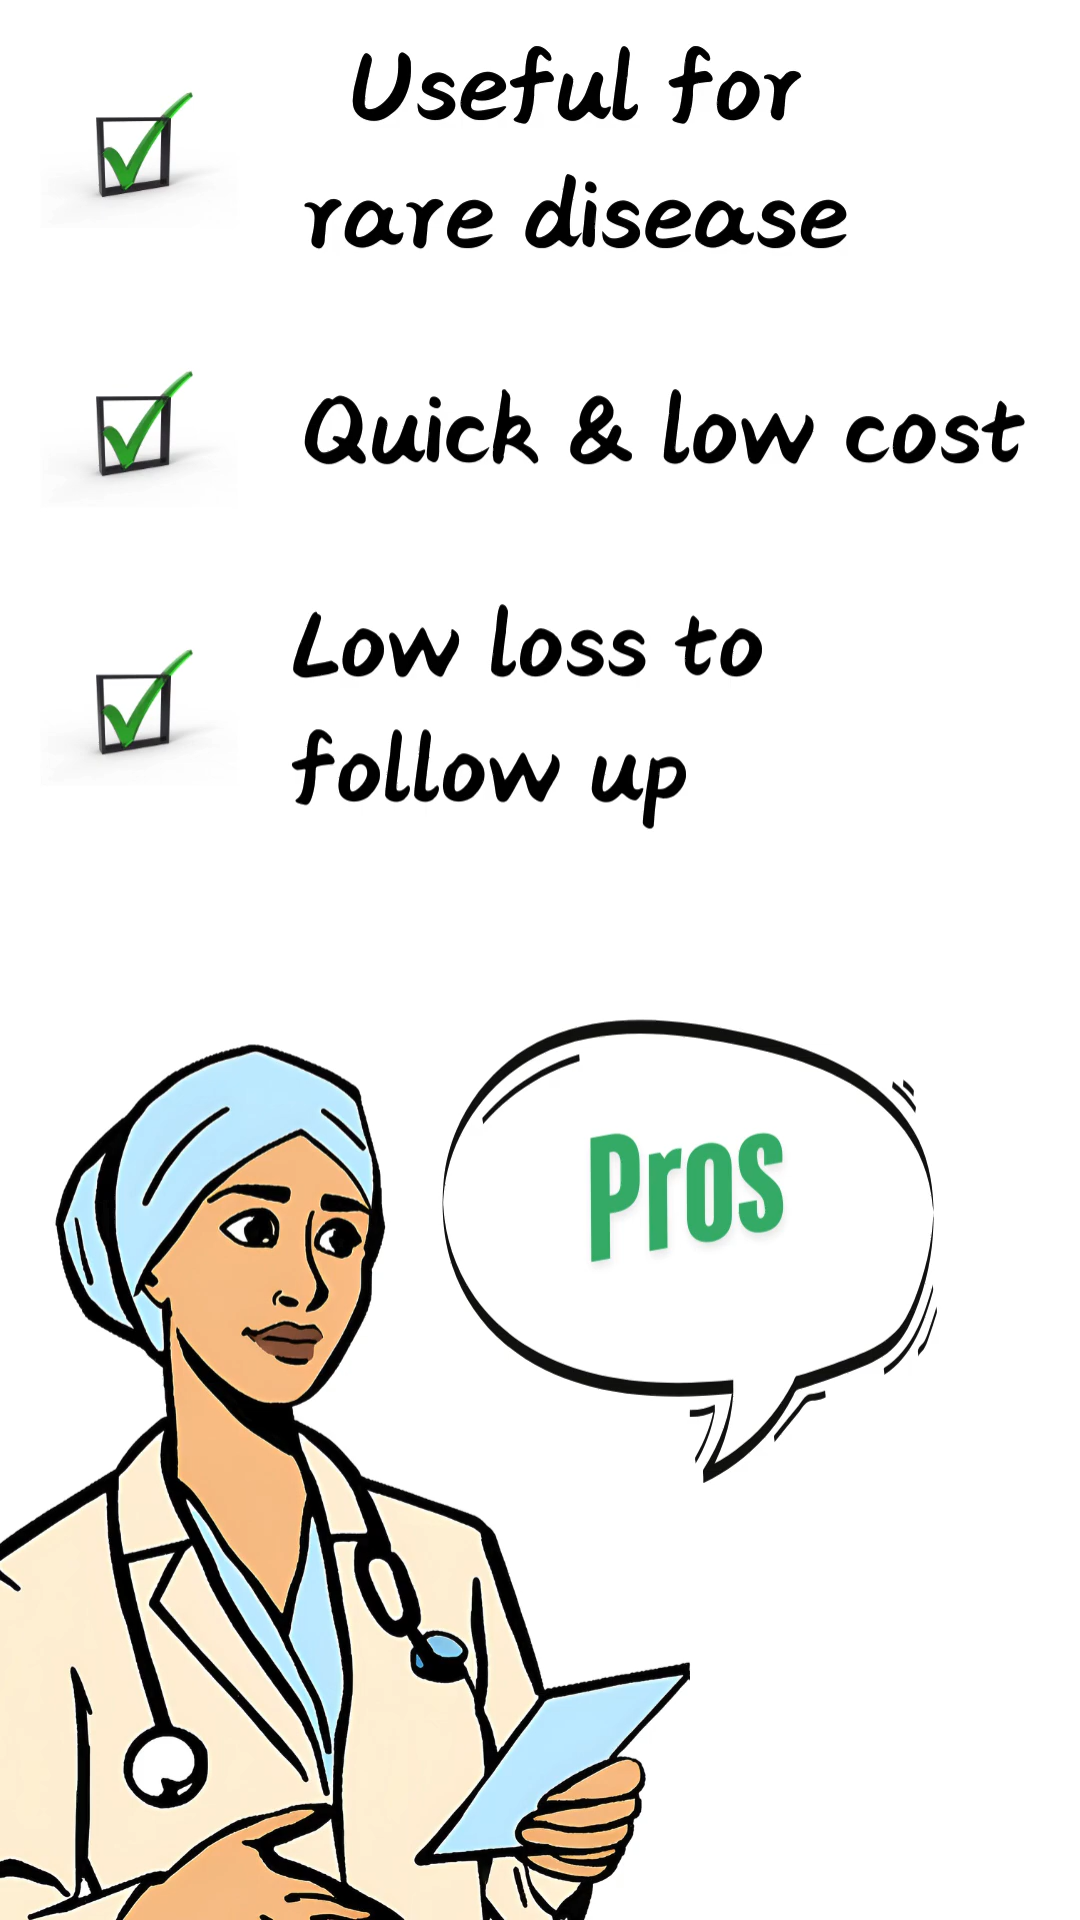 Useful for
rare disease
Quick & low cost
Low loss to
follow up
Pros